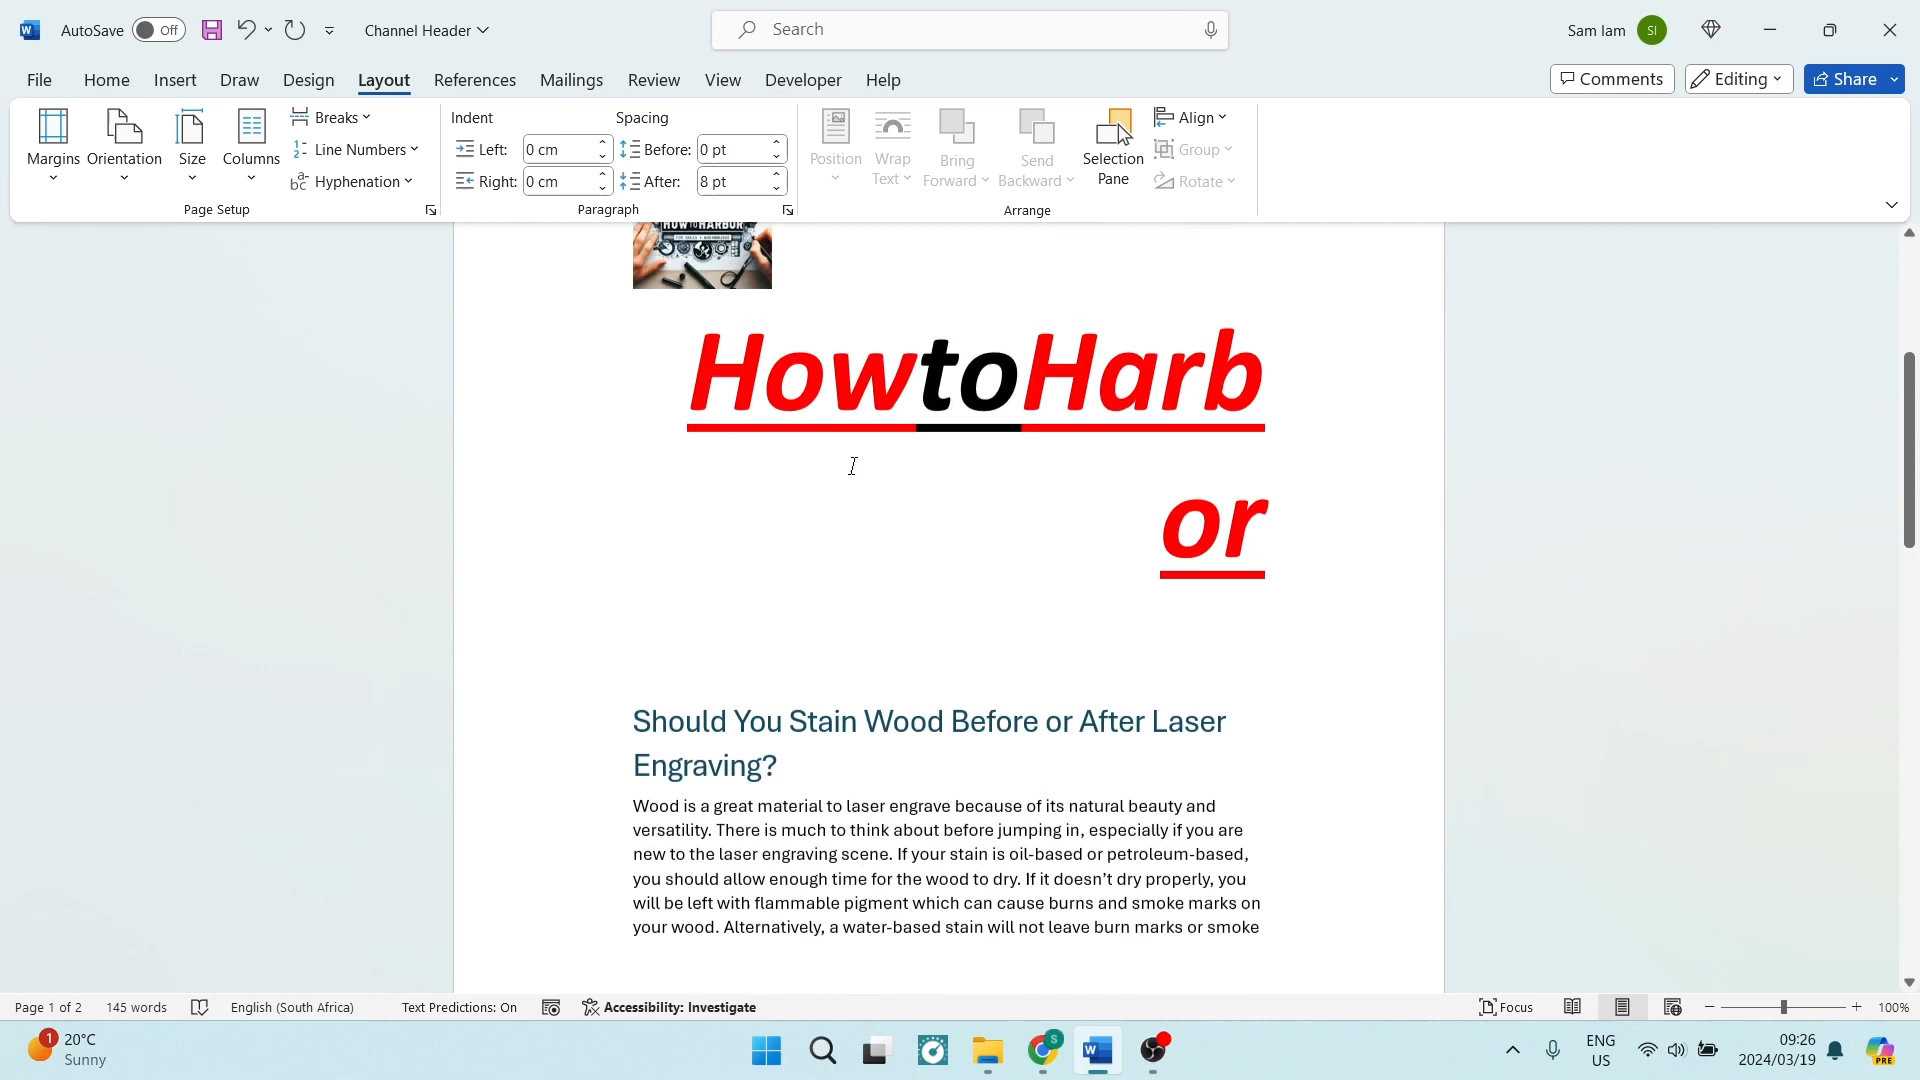 AutoSave Off Channel Header Search Sam Iam SI
File Home Insert Draw Design Layout References Mailings Review View Developer Help Comments Editing Share
Margins Orientation Size Columns Breaks Line Numbers Hyphenation
Page Setup
Indent Spacing
Left: 0 cm Before: 0 pt
Right: 0 cm After: 8 pt
Paragraph
Position Wrap Text Bring Forward Send Backward Selection Pane Align Group Rotate
Arrange
HOWTOHARBOR
HowtoHarb
or
Should You Stain Wood Before or After Laser
Engraving?
Wood is a great material to laser engrave because of its natural beauty and
versatility. There is much to think about before jumping in, especially if you are
new to the laser engraving scene. If your stain is oil-based or petroleum-based,
you should allow enough time for the wood to dry. If it doesn’t dry properly, you
will be left with flammable pigment which can cause burns and smoke marks on
your wood. Alternatively, a water-based stain will not leave burn marks or smoke
Page 1 of 2 145 words English (South Africa) Text Predictions: On Accessibility: Investigate Focus 100%
1 20°C
Sunny
ENG
US
09:26
2024/03/19
PRE